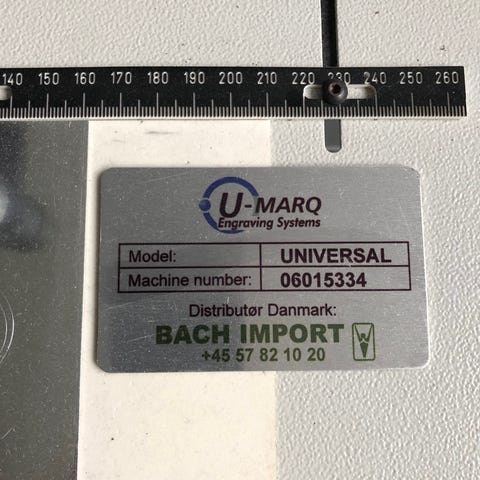 140 150 160 170 180 190 200 210 220 230 240 250 260
U-MARQ
Engraving Systems
Model: UNIVERSAL
Machine number: 06015334
Distributør Danmark:
BACH IMPORT
+45 57 82 10 20